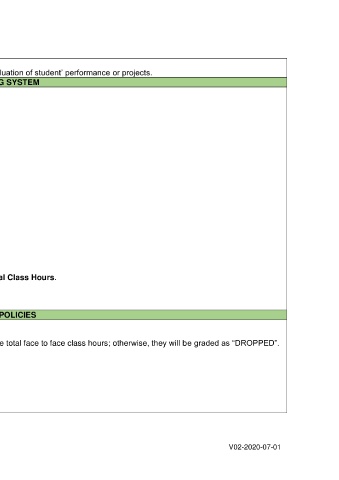 luation of student' performance or projects.
G SYSTEM
al Class Hours.
POLICIES
e total face to face class hours; otherwise, they will be graded as “DROPPED”.
V02-2020-07-01